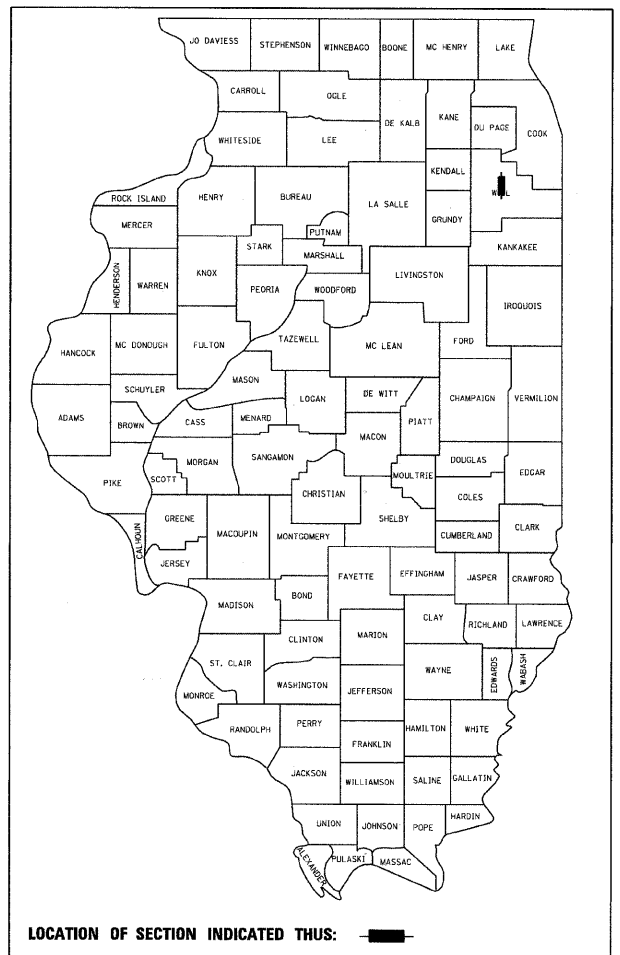 JO DAVIESS
STEPHENSON
WINNEBAGO
BOONE
MC HENRY
LAKE
CARROLL
OGLE
DE KALB
KANE
DU PAGE
COOK
WHITESIDE
LEE
KENDALL
ROCK ISLAND
HENRY
BUREAU
LA SALLE
GRUNDY
MERCER
PUTNAM
KANKAKEE
STARK
MARSHALL
HENDERSON
WARREN
KNOX
PEORIA
WOODFORD
LIVINGSTON
IROQUOIS
HANCOCK
MC DONOUGH
FULTON
TAZEWELL
MC LEAN
FORD
SCHUYLER
MASON
LOGAN
DE WITT
CHAMPAIGN
VERMILION
ADAMS
BROWN
CASS
MENARD
MACON
PIATT
PIKE
SCOTT
MORGAN
SANGAMON
CHRISTIAN
MOULTRIE
DOUGLAS
EDGAR
COLES
CALHOUN
GREENE
MACOUPIN
MONTGOMERY
SHELBY
CUMBERLAND
CLARK
JERSEY
FAYETTE
EFFINGHAM
JASPER
CRAWFORD
MADISON
BOND
CLAY
RICHLAND
LAWRENCE
CLINTON
MARION
ST. CLAIR
WAYNE
EDWARDS
WABASH
MONROE
WASHINGTON
JEFFERSON
RANDOLPH
PERRY
HAMILTON
WHITE
FRANKLIN
JACKSON
WILLIAMSON
SALINE
GALLATIN
UNION
JOHNSON
POPE
HARDIN
ALEXANDER
PULASKI
MASSAC
LOCATION OF SECTION INDICATED THUS: